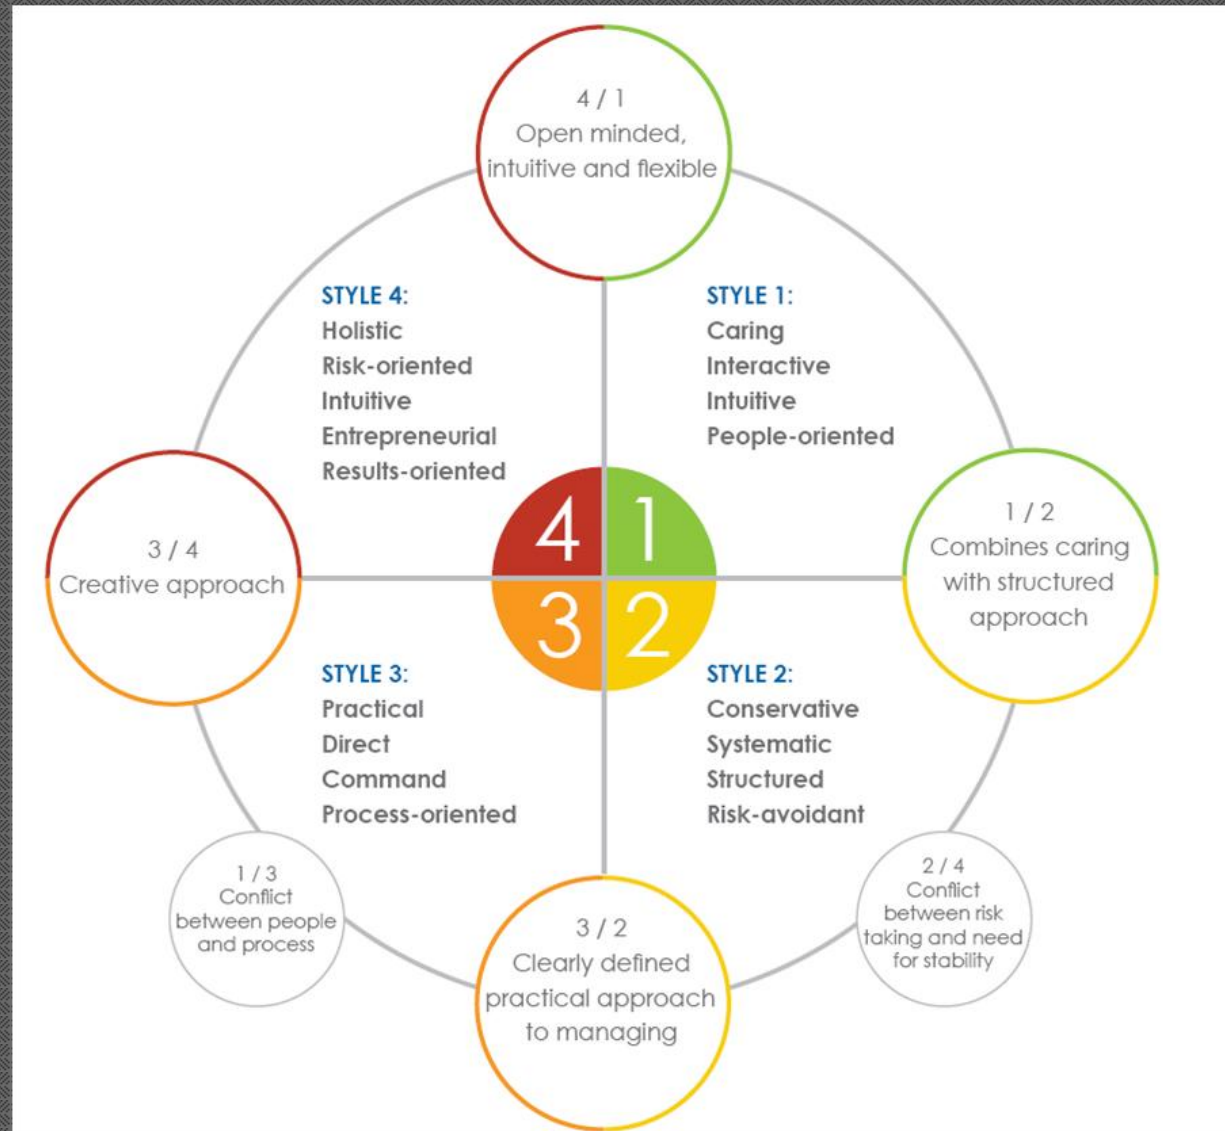 4 / 1
Open minded,
intuitive and flexible
STYLE 4:
Holistic
Risk-oriented
Intuitive
Entrepreneurial
Results-oriented
STYLE 1:
Caring
Interactive
Intuitive
People-oriented
3 / 4
Creative approach
4
1
3
2
1 / 2
Combines caring
with structured
approach
STYLE 3:
Practical
Direct
Command
Process-oriented
STYLE 2:
Conservative
Systematic
Structured
Risk-avoidant
1 / 3
Conflict
between people
and process
3 / 2
Clearly defined
practical approach
to managing
2 / 4
Conflict
between risk
taking and need
for stability